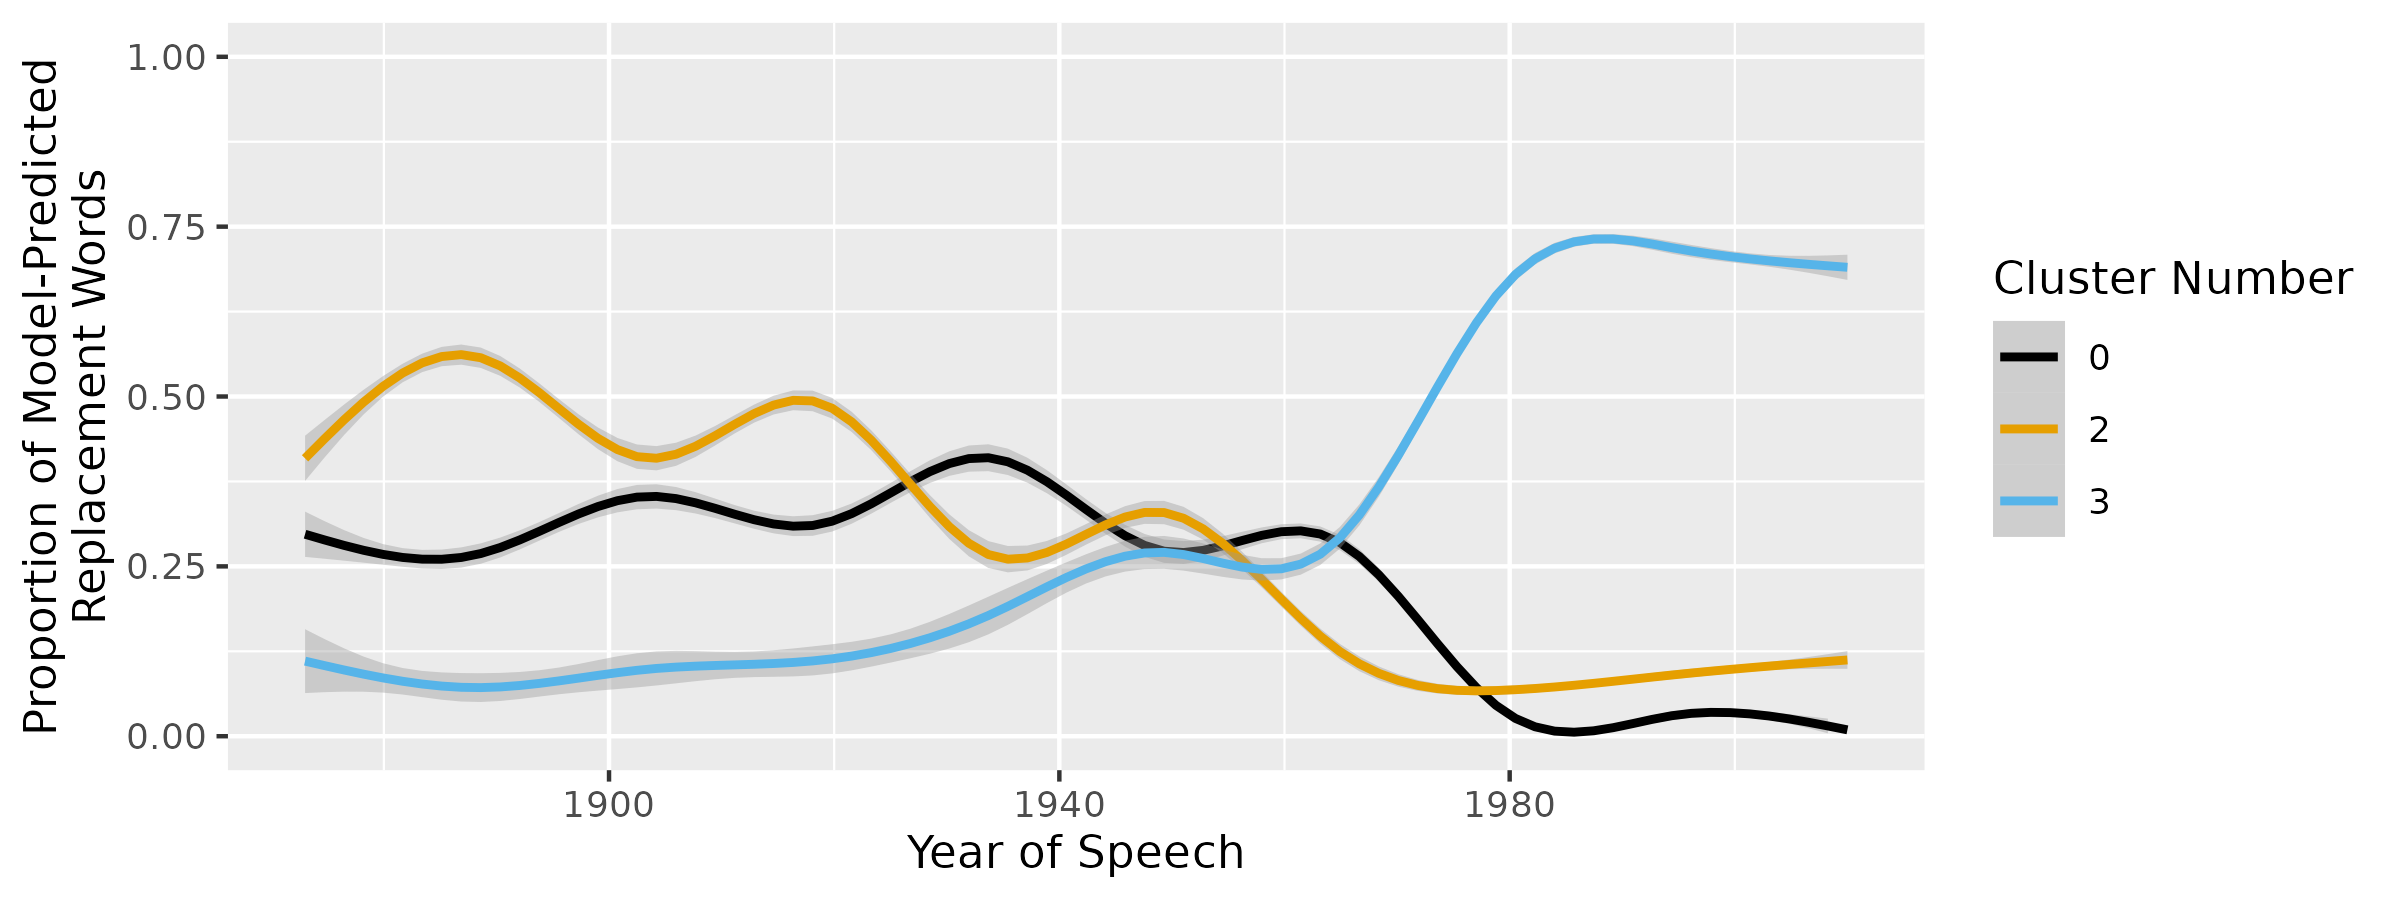 Proportion of Model-Predicted
Replacement Words
1.00
0.75
0.50
0.25
0.00
1900
1940
1980
Year of Speech
Cluster Number
0
2
3